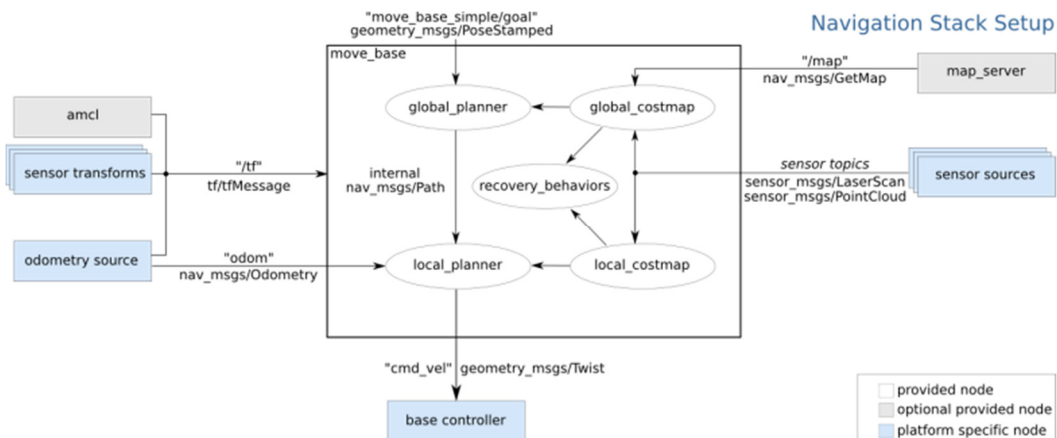 Navigation Stack Setup
"move_base_simple/goal"
geometry_msgs/PoseStamped
move_base
"/map"
nav_msgs/GetMap
map_server
global_planner
global_costmap
amcl
sensor transforms
"/tf"
tf/tfMessage
internal
nav_msgs/Path
recovery_behaviors
sensor topics
sensor_msgs/LaserScan
sensor_msgs/PointCloud
sensor sources
odometry source
"odom"
nav_msgs/Odometry
local_planner
local_costmap
"cmd_vel" geometry_msgs/Twist
base controller
provided node
optional provided node
platform specific node